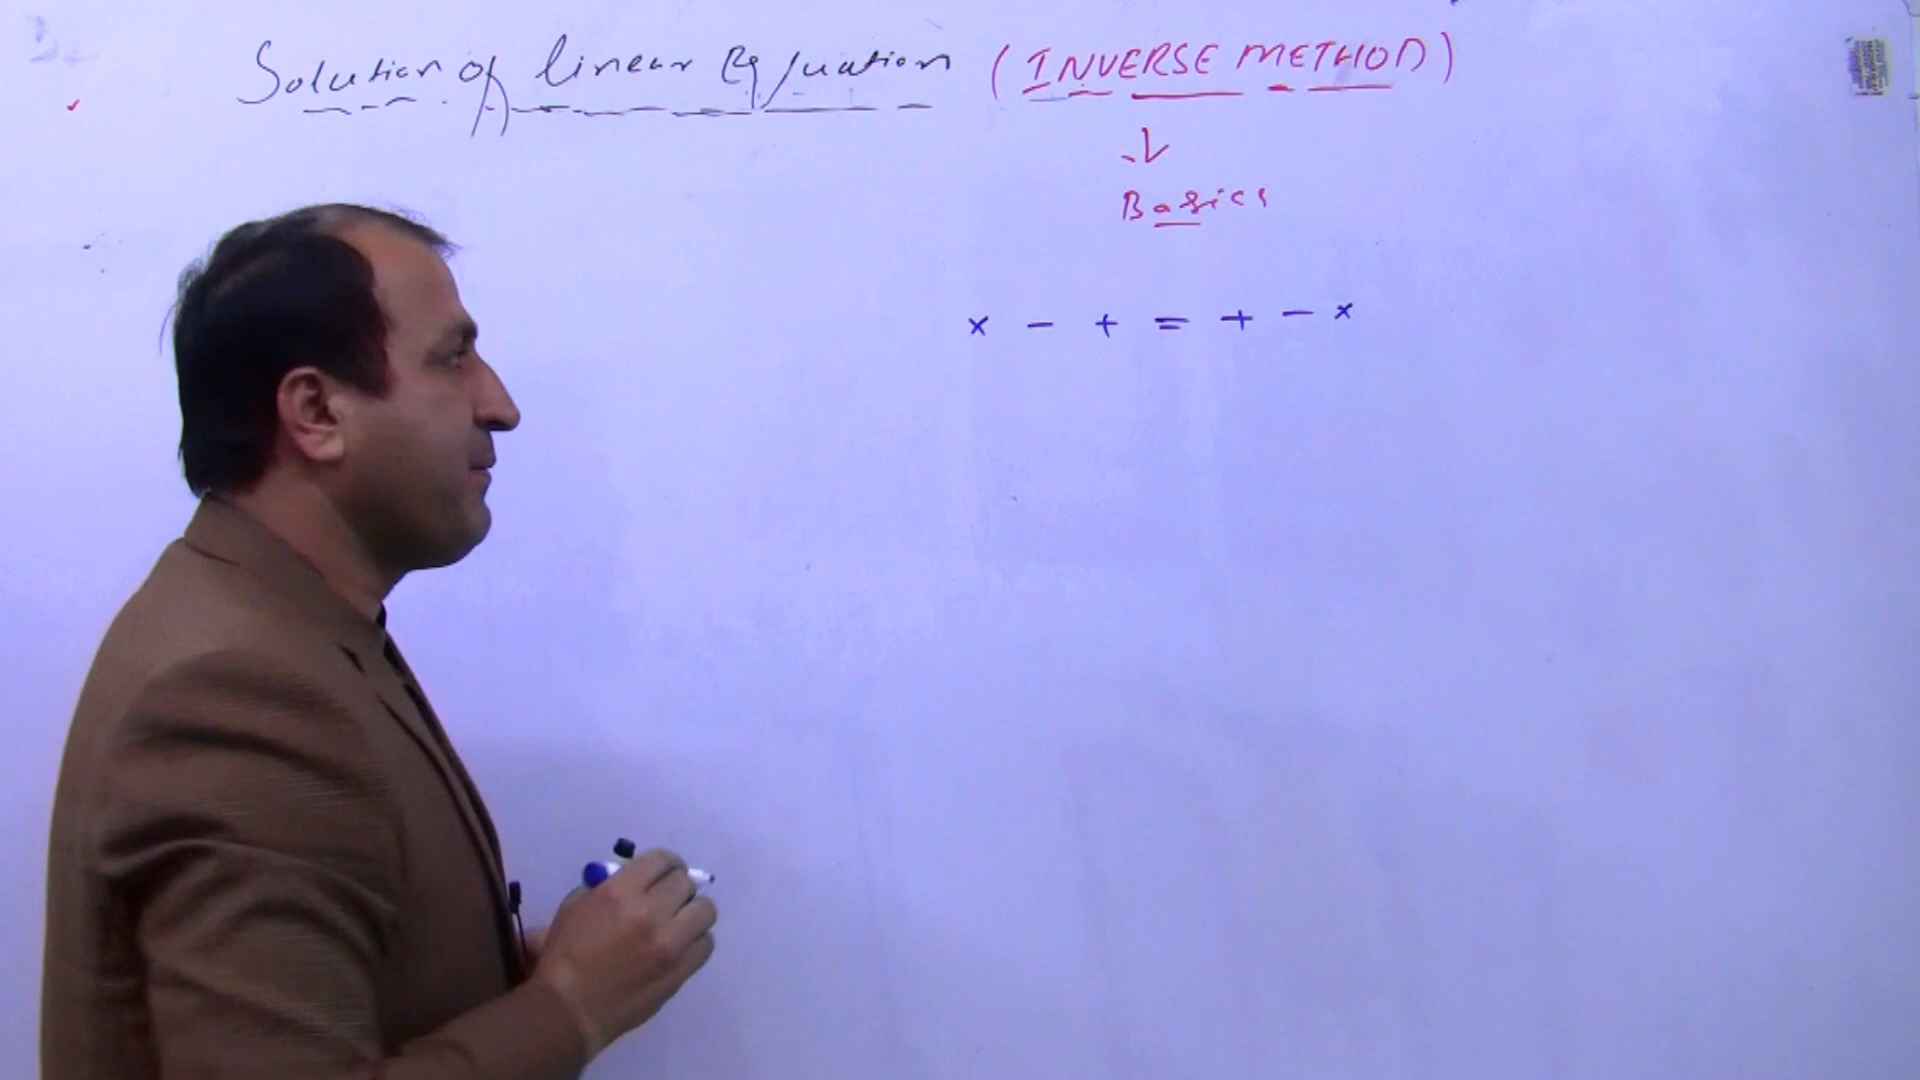 Solution of linear Equation (INVERSE METHOD)
↓
Basics
× - + = + - ×